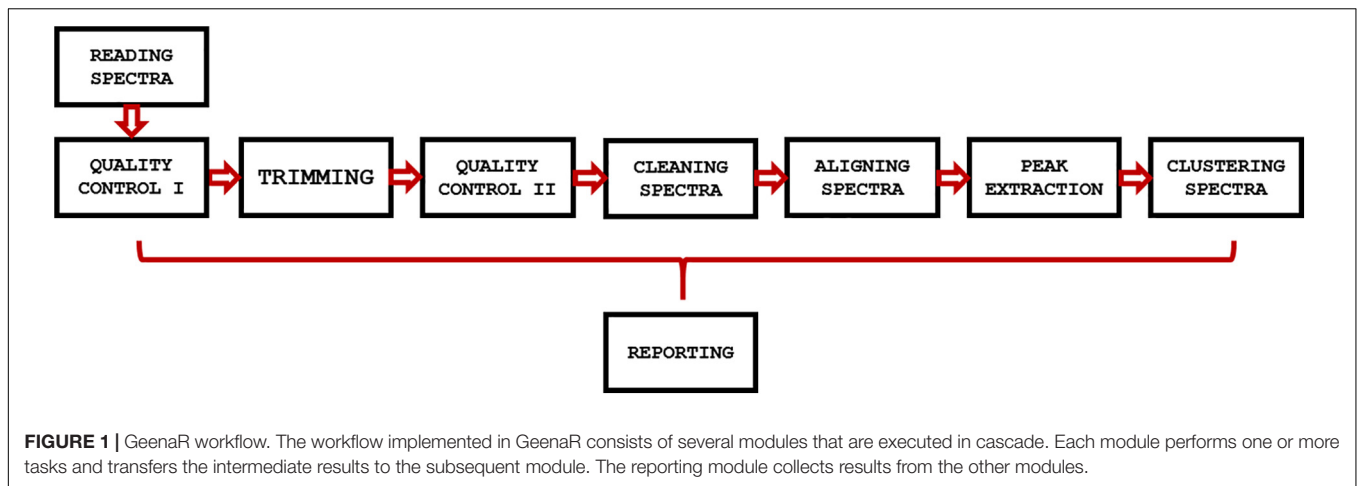 READING
SPECTRA
QUALITY
CONTROL I
TRIMMING
QUALITY
CONTROL II
CLEANING
SPECTRA
ALIGNING
SPECTRA
PEAK
EXTRACTION
CLUSTERING
SPECTRA
REPORTING
FIGURE 1 | GeenaR workflow. The workflow implemented in GeenaR consists of several modules that are executed in cascade. Each module performs one or more
tasks and transfers the intermediate results to the subsequent module. The reporting module collects results from the other modules.